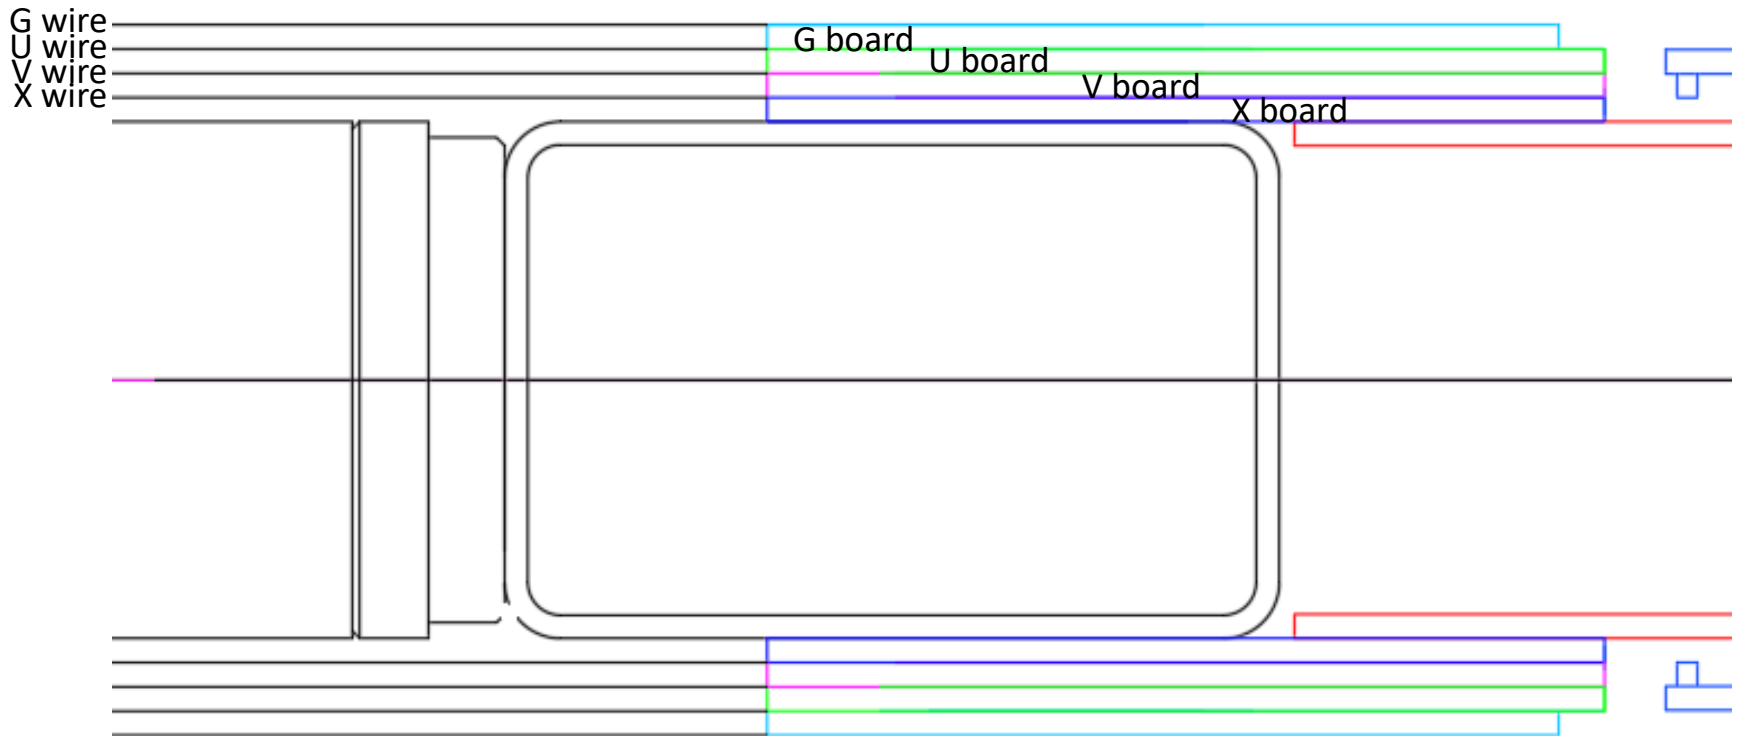 G wire
U wire
V wire
X wire
G board
U board
V board
X board